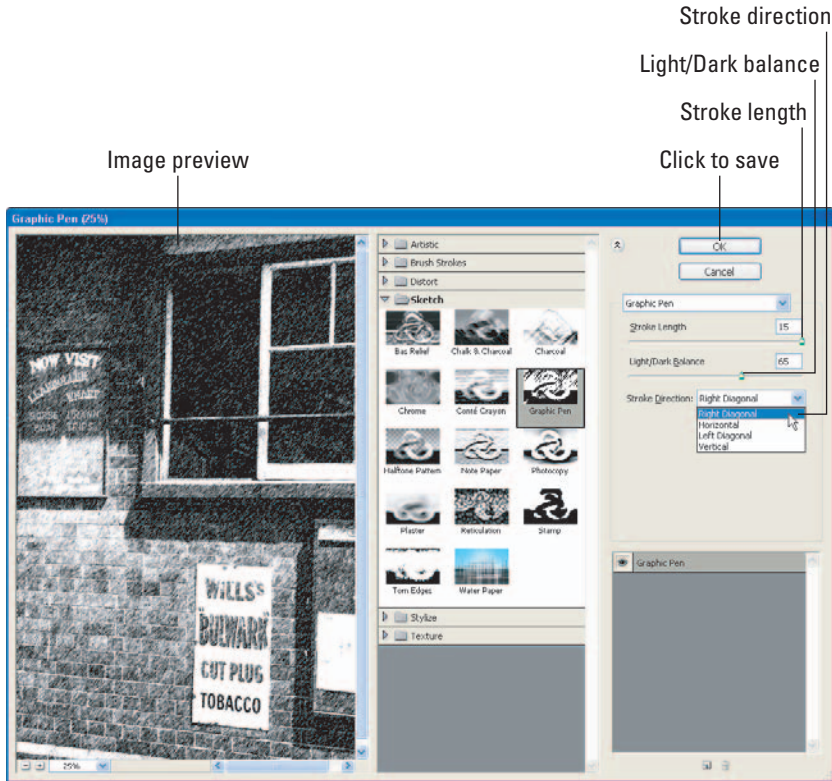 Stroke direction
Light/Dark balance
Stroke length
Image preview
Click to save
Graphic Pen (25%)
NOW VISIT
WILLS's
"BULWARK"
CUT PLUG
TOBACCO
25%
Artistic
Brush Strokes
Distort
Sketch
Bas Relief
Chalk & Charcoal
Charcoal
Chrome
Conté Crayon
Graphic Pen
Halftone Pattern
Note Paper
Photocopy
Plaster
Reticulation
Stamp
Torn Edges
Water Paper
Stylize
Texture
OK
Cancel
Graphic Pen
Stroke Length 15
Light/Dark Balance 65
Stroke Direction: Right Diagonal
Right Diagonal
Horizontal
Left Diagonal
Vertical
Graphic Pen